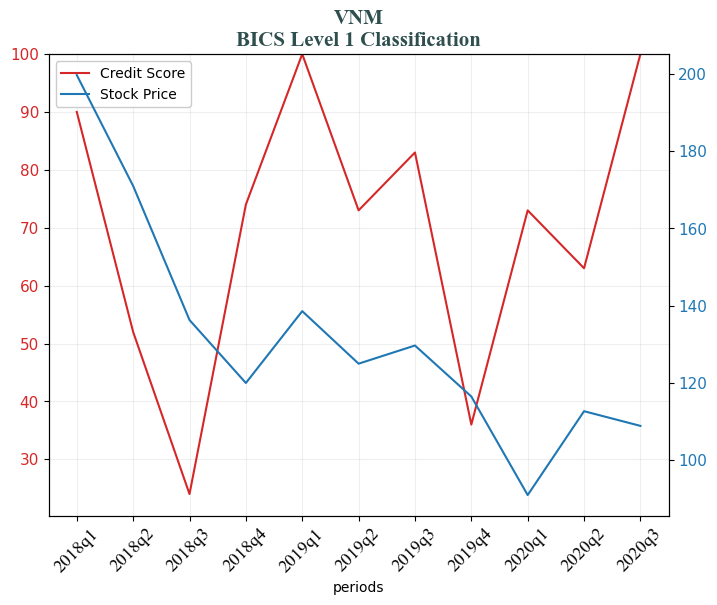 VNM
BICS Level 1 Classification
Credit Score
Stock Price
100
90
80
70
60
50
40
30
200
180
160
140
120
100
2018q1
2018q2
2018q3
2018q4
2019q1
2019q2
2019q3
2019q4
2020q1
2020q2
2020q3
periods